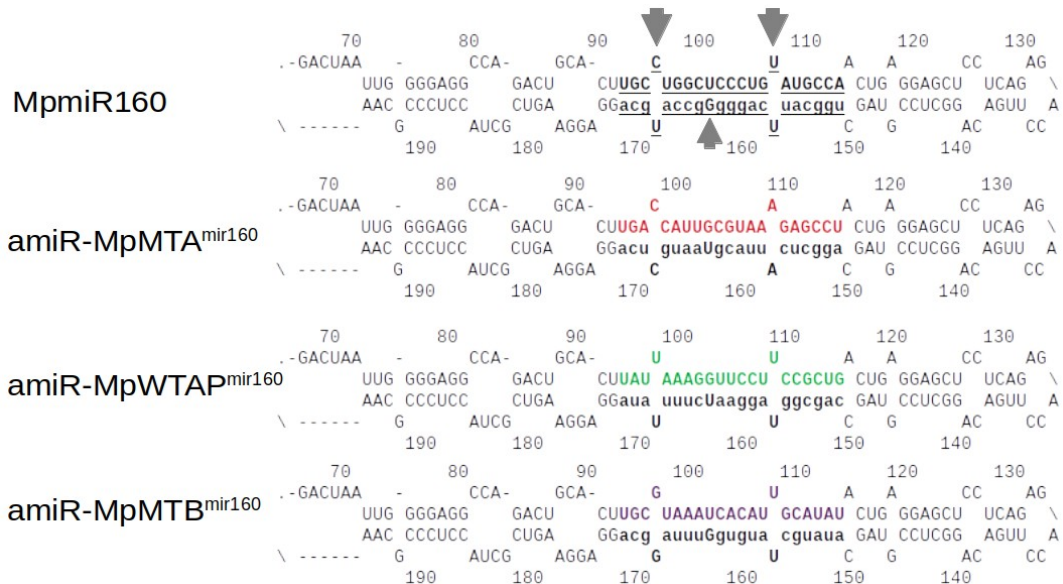 70 80 90 100 110 120 130
.-GACUAA - CCA- GCA- C U A A CC AG
MpmiR160
UUG GGGAGG GACU CUUGC UGGCUCCCUG AUGCCA CUG GGAGCU UCAG \
AAC CCCUCC CUGA GGacg accgGgggac uacggu GAU CCUCGG AGUU A
\ ------ G AUCG AGGA U U C G AC CC
190 180 170 160 150 140
70 80 90 100 110 120 130
.-GACUAA - CCA- GCA- C A A A CC AG
amiR-MpMTAmir160
UUG GGGAGG GACU CUUGA CAUUGCGUAA GAGCCU CUG GGAGCU UCAG \
AAC CCCUCC CUGA GGacu guaaUgcauu cucgga GAU CCUCGG AGUU A
\ ------ G AUCG AGGA C A C G AC CC
190 180 170 160 150 140
70 80 90 100 110 120 130
.-GACUAA - CCA- GCA- U U A A CC AG
amiR-MpWTAPmir160
UUG GGGAGG GACU CUUAU AAAGGUUCCU CCGCUG CUG GGAGCU UCAG \
AAC CCCUCC CUGA GGaua uuucUaagga ggcgac GAU CCUCGG AGUU A
\ ------ G AUCG AGGA U U C G AC CC
190 180 170 160 150 140
70 80 90 100 110 120 130
.-GACUAA - CCA- GCA- G U A A CC AG
amiR-MpMTBmir160
UUG GGGAGG GACU CUUGC UAAAUCACAU GCAUAU CUG GGAGCU UCAG \
AAC CCCUCC CUGA GGacg auuuGgugua cguaua GAU CCUCGG AGUU A
\ ------ G AUCG AGGA G U C G AC CC
190 180 170 160 150 140